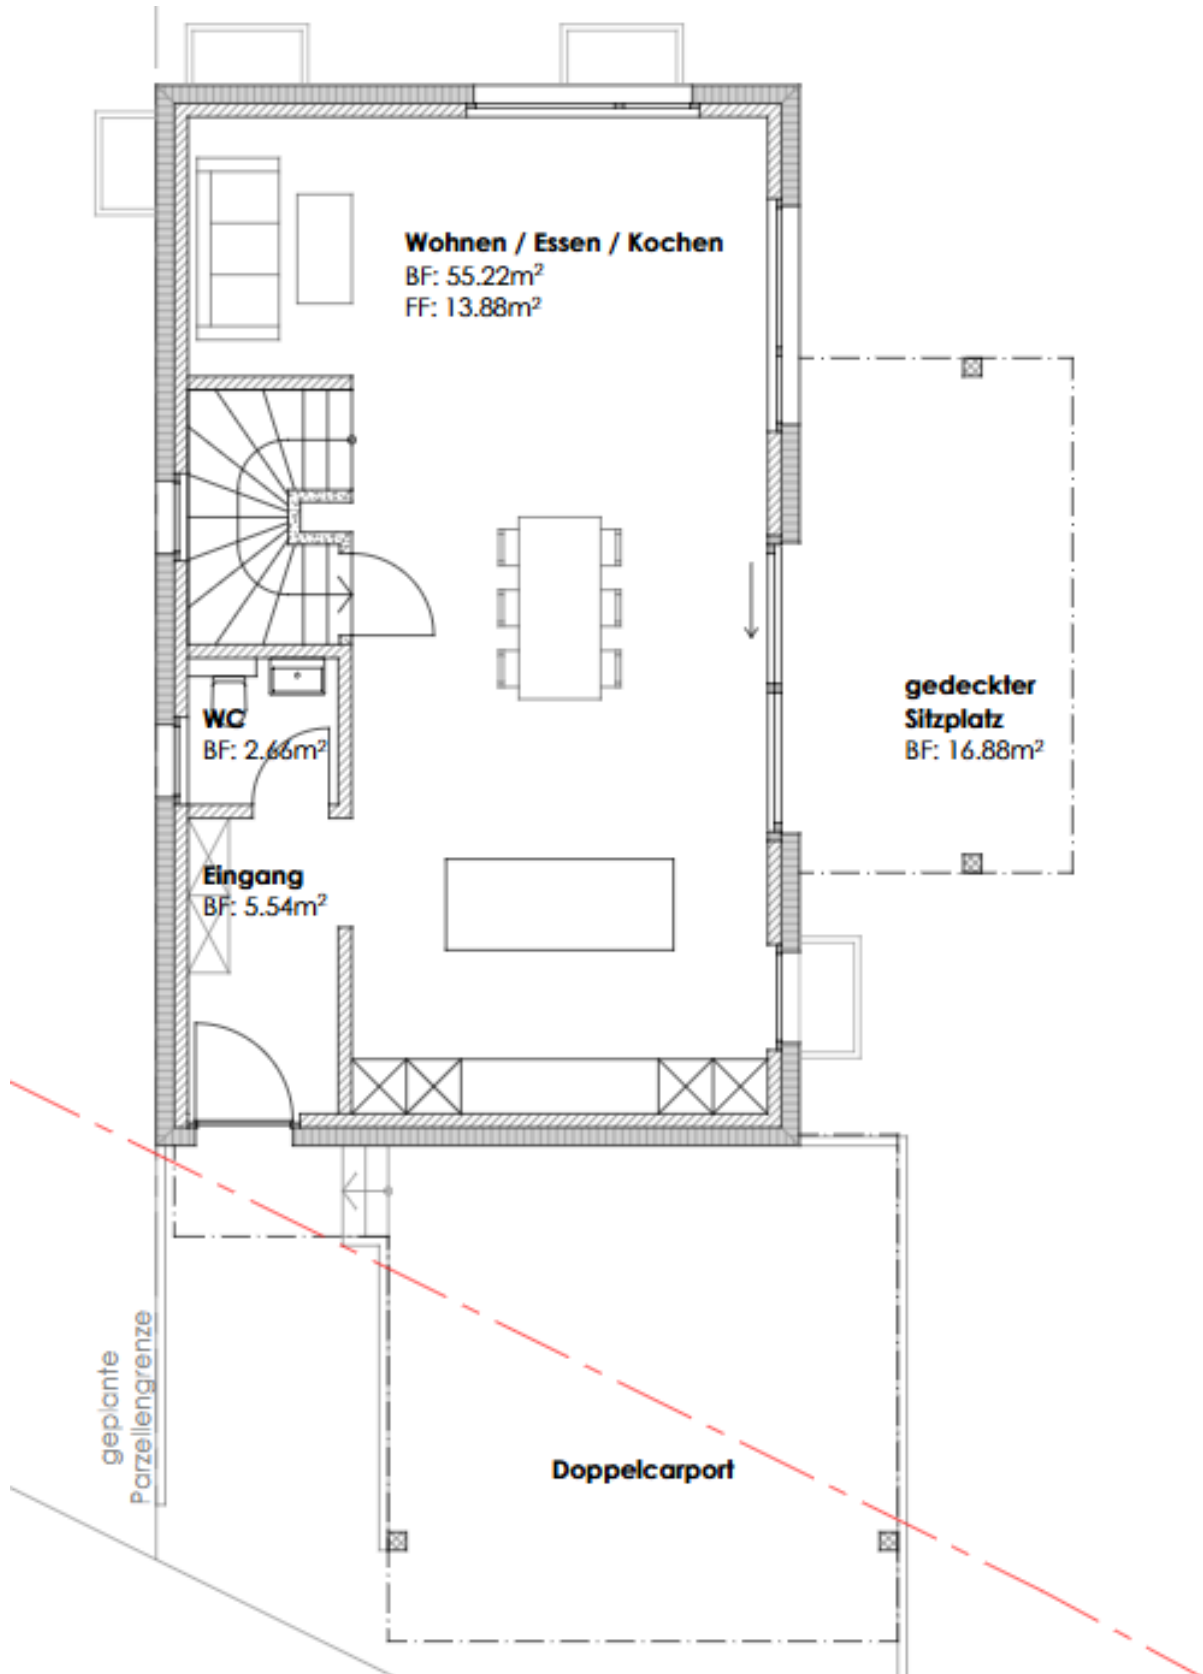 Wohnen / Essen / Kochen
BF: 55.22m²
FF: 13.88m²
gedeckter
Sitzplatz
BF: 16.88m²
WC
BF: 2.66m²
Eingang
BF: 5.54m²
geplante
Parzellengrenze
Doppelcarport